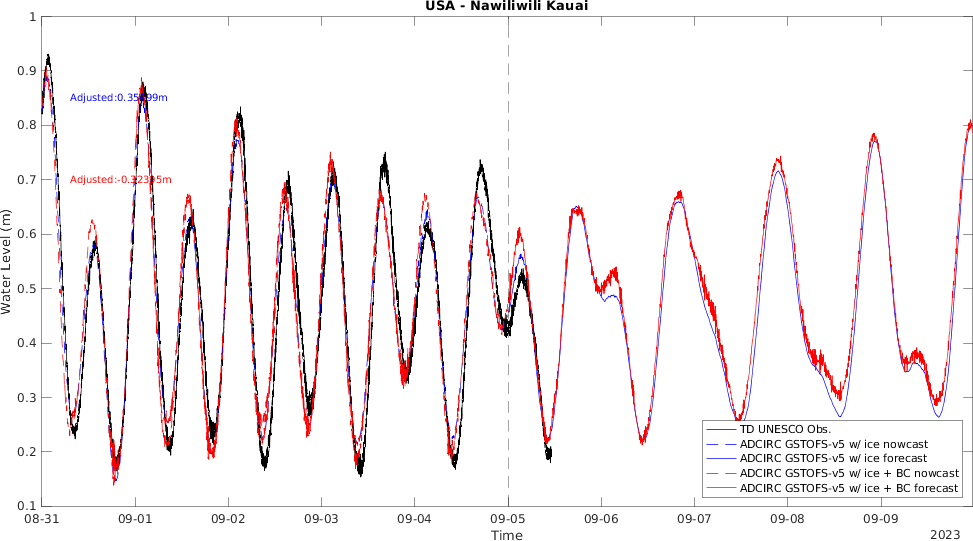 USA - Nawiliwili Kauai
1
0.9
0.8
0.7
0.6
0.5
0.4
0.3
0.2
0.1
Water Level (m)
Adjusted:
Adjusted:-0.32395m
TD UNESCO Obs.
ADCIRC GSTOFS-v5 w/ ice nowcast
ADCIRC GSTOFS-v5 w/ ice forecast
ADCIRC GSTOFS-v5 w/ ice + BC nowcast
ADCIRC GSTOFS-v5 w/ ice + BC forecast
08-31 09-01 09-02 09-03 09-04 09-05 09-06 09-07 09-08 09-09
Time
2023